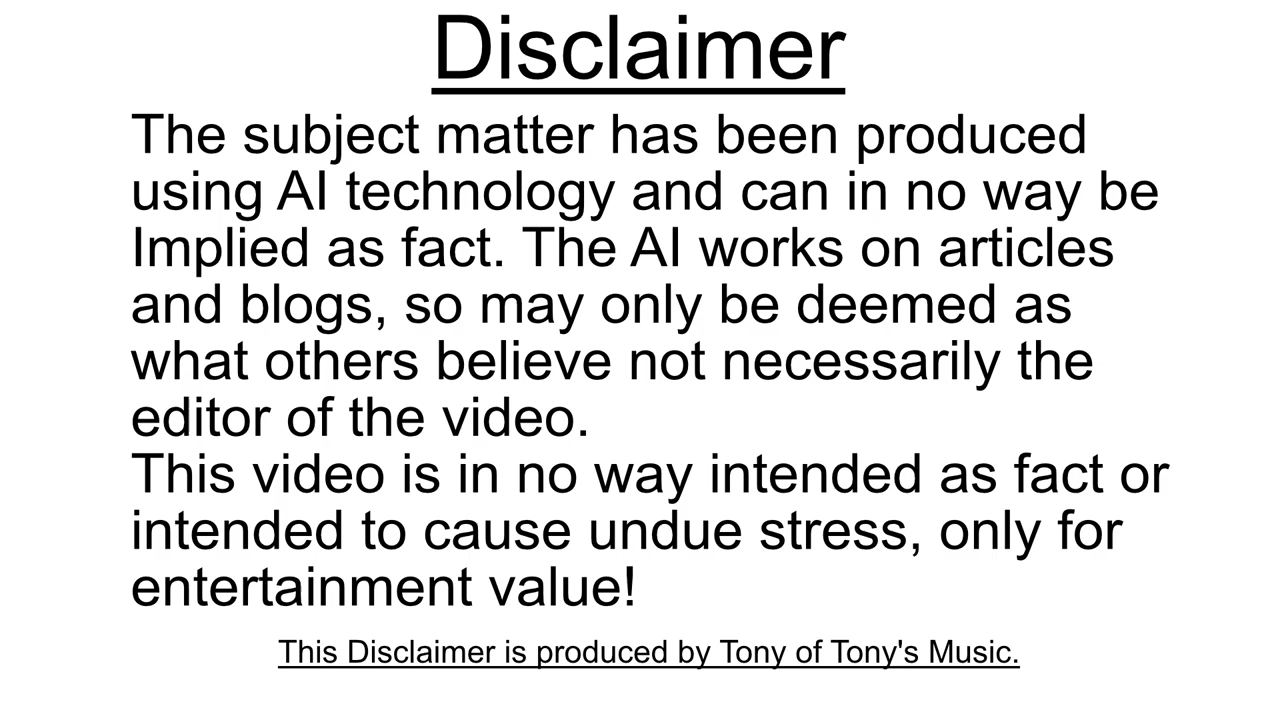 Disclaimer
The subject matter has been produced
using AI technology and can in no way be
Implied as fact. The AI works on articles
and blogs, so may only be deemed as
what others believe not necessarily the
editor of the video.
This video is in no way intended as fact or
intended to cause undue stress, only for
entertainment value!
This Disclaimer is produced by Tony of Tony's Music.